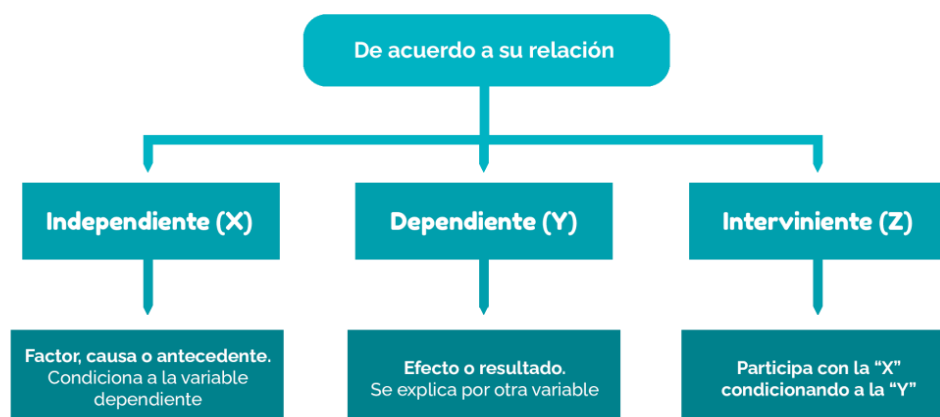 De acuerdo a su relación
Independiente (X)
Dependiente (Y)
Interviniente (Z)
Factor, causa o antecedente.
Condiciona a la variable
dependiente
Efecto o resultado.
Se explica por otra variable
Participa con la “X”
condicionando a la “Y”